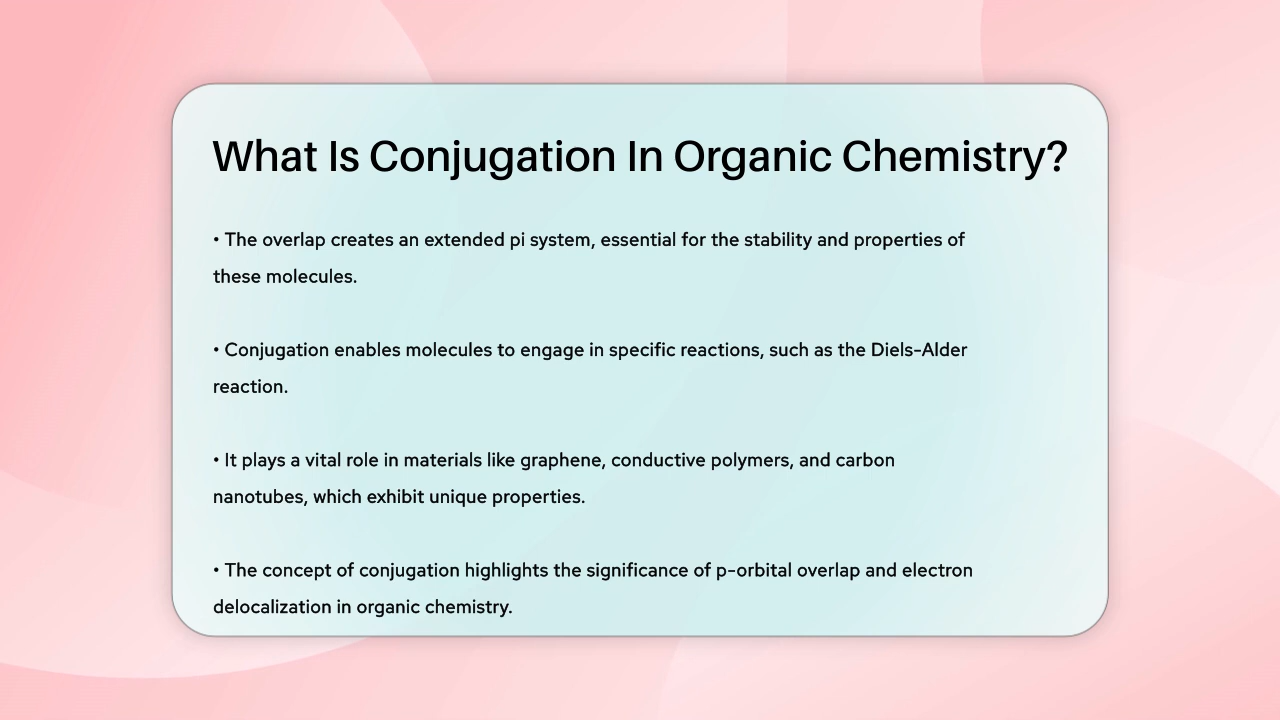 What Is Conjugation In Organic Chemistry?
• The overlap creates an extended pi system, essential for the stability and properties of
these molecules.
• Conjugation enables molecules to engage in specific reactions, such as the Diels-Alder
reaction.
• It plays a vital role in materials like graphene, conductive polymers, and carbon
nanotubes, which exhibit unique properties.
• The concept of conjugation highlights the significance of p-orbital overlap and electron
delocalization in organic chemistry.